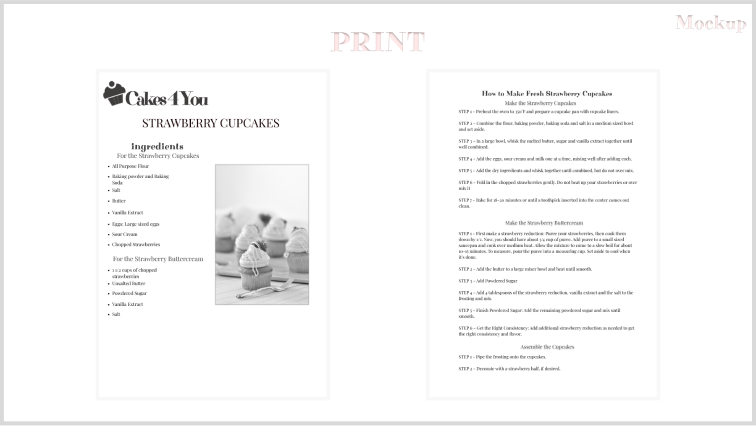 Mockup
PRINT
Cakes 4 You
STRAWBERRY CUPCAKES
Ingredients
For the Strawberry Cupcakes
• All Purpose Flour
• Baking powder and Baking
Soda
• Salt
• Butter
• Vanilla Extract
• Eggs: Large sized eggs
• Sour Cream
• Chopped Strawberries
For the Strawberry Buttercream
• 1 1/2 cups of chopped
strawberries
• Unsalted Butter
• Powdered Sugar
• Vanilla Extract
• Salt
How to Make Fresh Strawberry Cupcakes
Make the Strawberry Cupcakes
STEP 1 - Preheat the oven to 350°F and prepare a cupcake pan with cupcake liners.
STEP 2 - Combine the flour, baking powder, baking soda and salt in a medium sized bowl
and set aside.
STEP 3 - In a large bowl, whisk the melted butter, sugar and vanilla extract together until
well combined.
STEP 4 - Add the eggs, sour cream and milk one at a time, mixing well after adding each.
STEP 5 - Add the dry ingredients and whisk together until combined, but do not over mix.
STEP 6 - Fold in the chopped strawberries gently. Do not beat up your strawberries or over
mix it
STEP 7 - Bake for 18-20 minutes or until a toothpick inserted into the center comes out
clean.
Make the Strawberry Buttercream
STEP 1 - First make a strawberry reduction: Puree your strawberries, then cook them
down by 1/2. Now, you should have about 3/4 cup of puree. Add puree to a small sized
saucepan and cook over medium heat. Allow the mixture to come to a slow boil for about
10-15 minutes. To measure, pour the puree into a measuring cup. Set aside to cool when
it's done.
STEP 2 - Add the butter to a large mixer bowl and beat until smooth.
STEP 3 - Add Powdered Sugar
STEP 4 - Add 4 tablespoons of the strawberry reduction, vanilla extract and the salt to the
frosting and mix.
STEP 5 - Finish Powdered Sugar: Add the remaining powdered sugar and mix until
smooth.
STEP 6 - Get the Right Consistency: Add additional strawberry reduction as needed to get
the right consistency and flavor.
Assemble the Cupcakes
STEP 1 - Pipe the frosting onto the cupcakes.
STEP 2 - Decorate with a strawberry half, if desired.